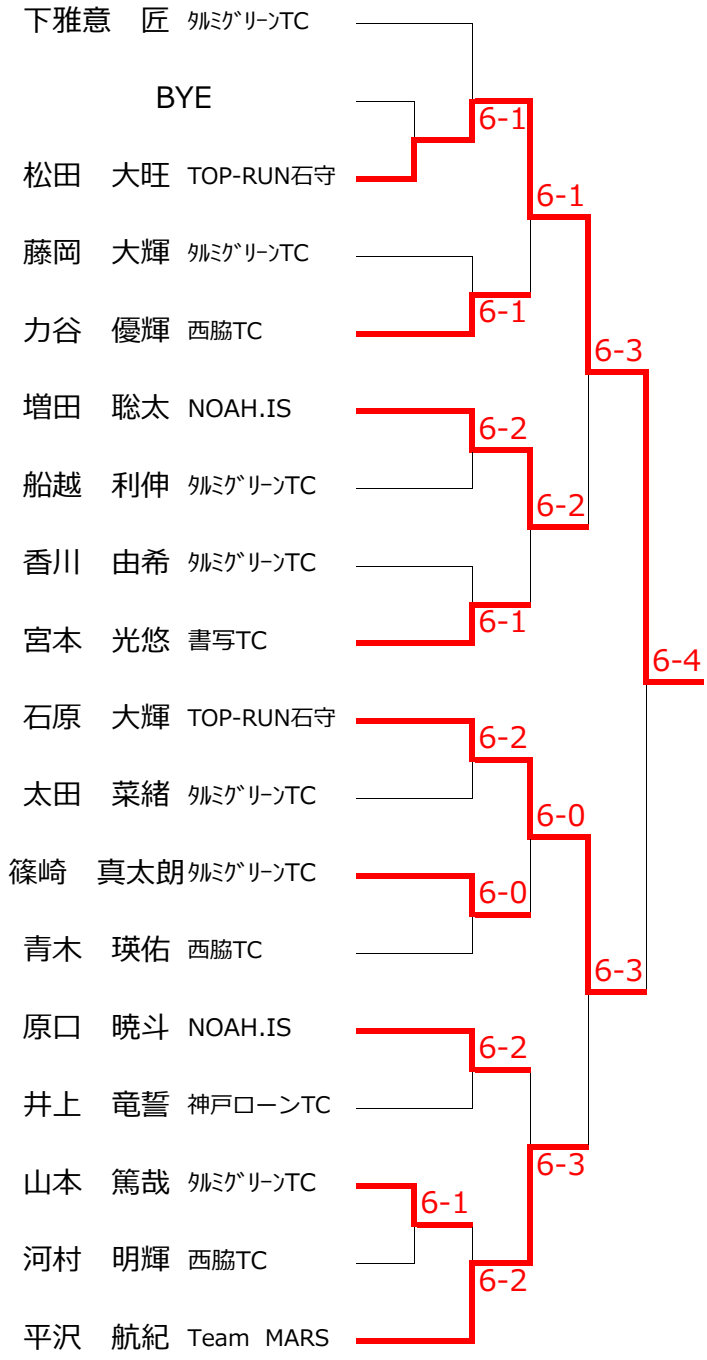 下雅意　匠 ﾀﾙﾐｸﾞﾘｰﾝTC
BYE
6-1
松田　大旺 TOP-RUN石守
6-1
藤岡　大輝 ﾀﾙﾐｸﾞﾘｰﾝTC
6-1
力谷　優輝 西脇TC
6-3
増田　聡太 NOAH.IS
6-2
船越　利伸 ﾀﾙﾐｸﾞﾘｰﾝTC
6-2
香川　由希 ﾀﾙﾐｸﾞﾘｰﾝTC
6-1
宮本　光悠 書写TC
6-4
石原　大輝 TOP-RUN石守
6-2
太田　菜緒 ﾀﾙﾐｸﾞﾘｰﾝTC
6-0
篠崎　真太朗 ﾀﾙﾐｸﾞﾘｰﾝTC
6-0
青木　瑛佑 西脇TC
6-3
原口　暁斗 NOAH.IS
6-2
井上　竜誓 神戸ローンTC
6-3
山本　篤哉 ﾀﾙﾐｸﾞﾘｰﾝTC
6-1
河村　明輝 西脇TC
6-2
平沢　航紀 Team　MARS